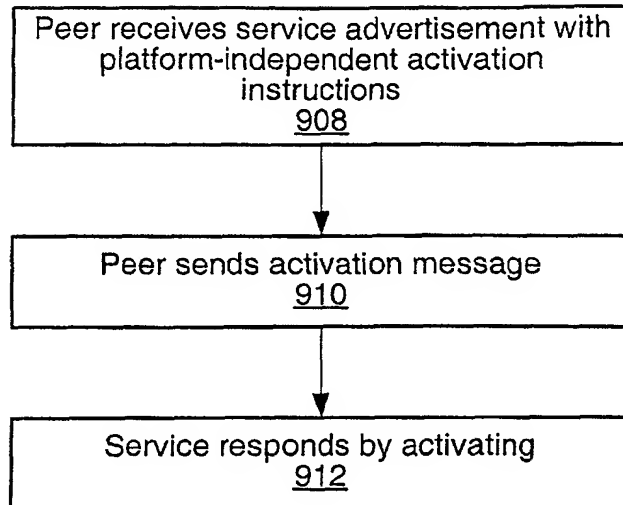 Peer receives service advertisement with
platform-independent activation
instructions
908
Peer sends activation message
910
Service responds by activating
912